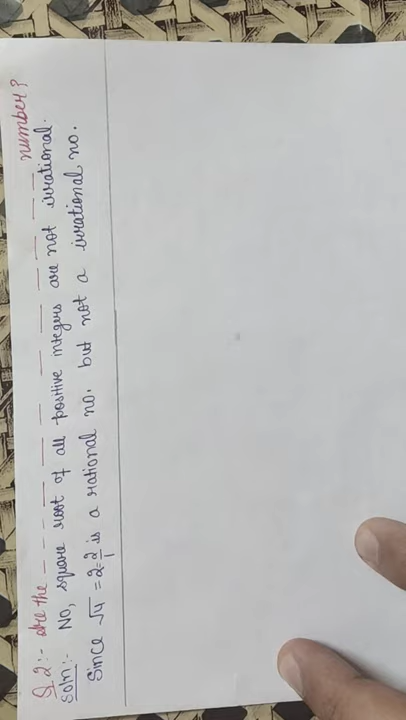 Q.2:- Are the ---------- number?
Soln:- No, square root of all positive integers are not irrational.
Since √4 = 2 = 2/1 is a rational no. but not a irrational no.